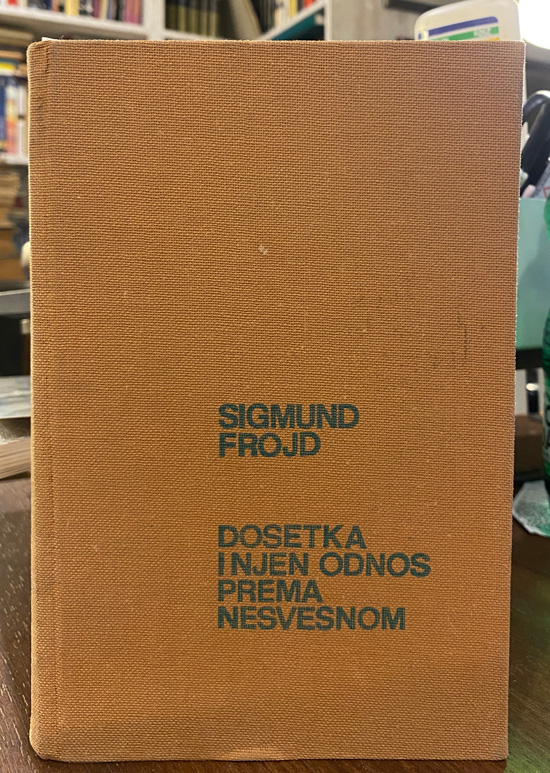 SIGMUND
FROJD
DOSETKA
I NJEN ODNOS
PREMA
NESVESNOM